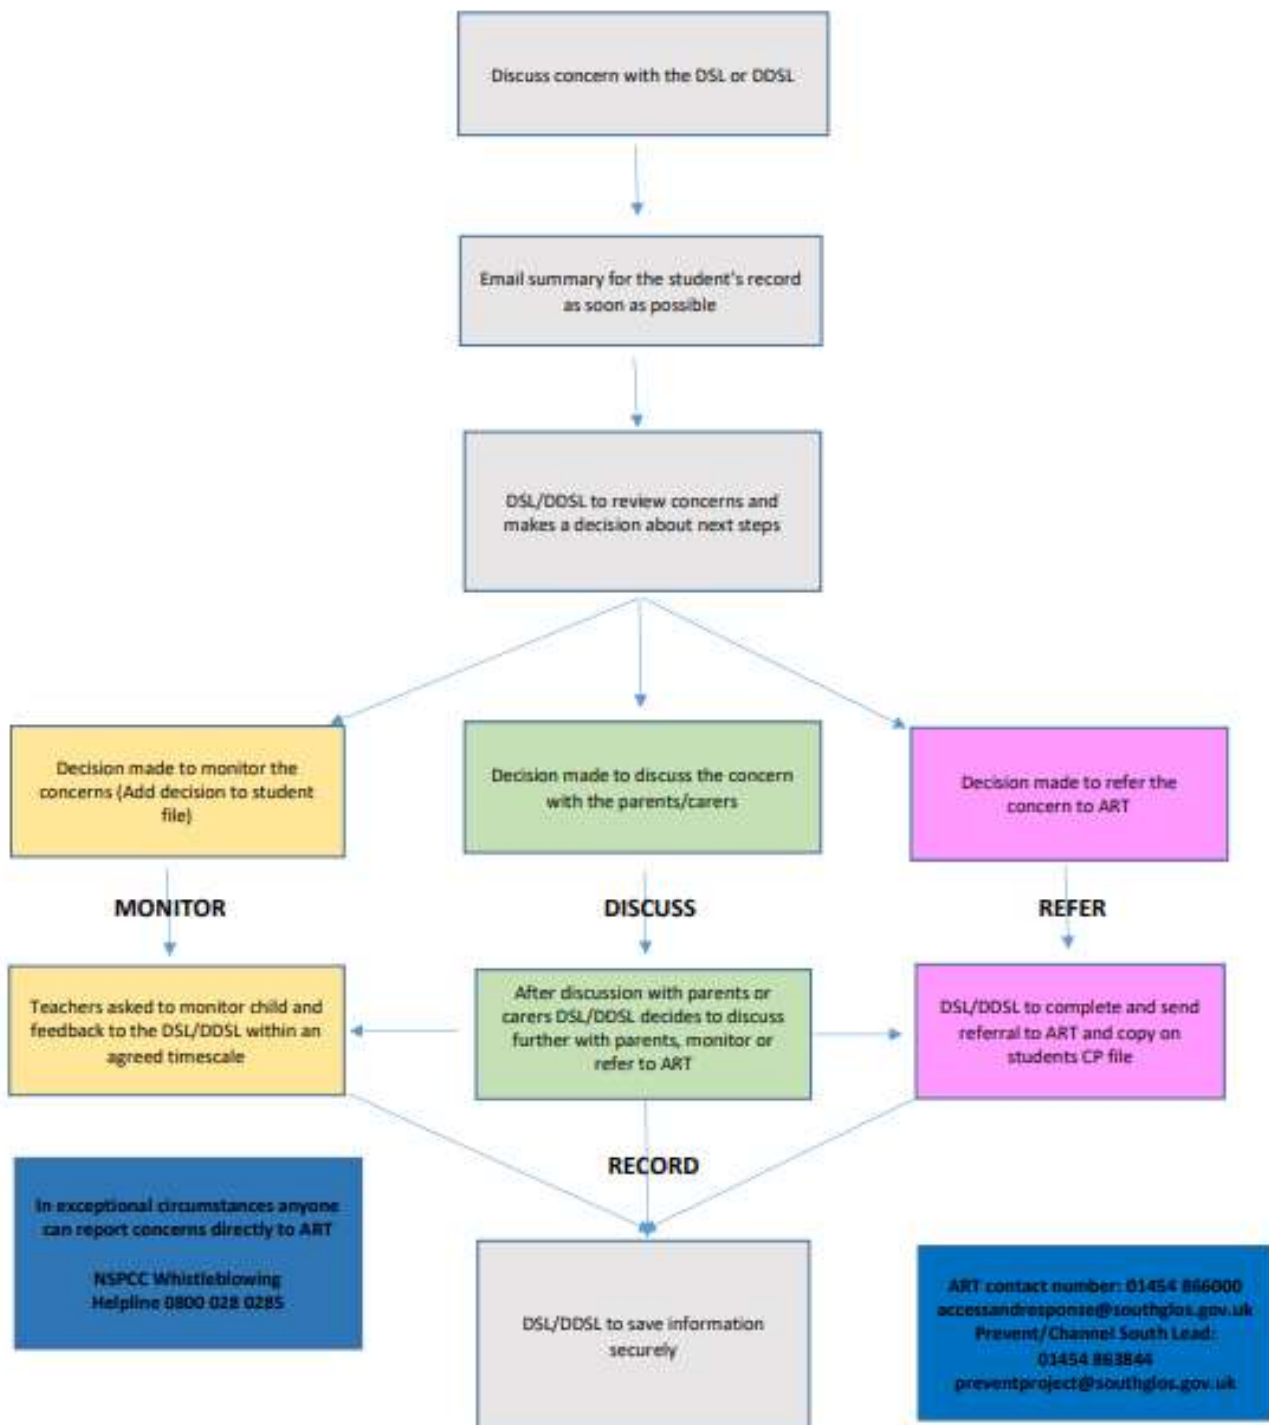 Discuss concern with the DSL or DDSL
Email summary for the student's record
as soon as possible
DSL/DDSL to review concerns and
makes a decision about next steps
Decision made to monitor the
concerns (Add decision to student
file)
Decision made to discuss the concern
with the parents/carers
Decision made to refer the
concern to ART
MONITOR
DISCUSS
REFER
Teachers asked to monitor child and
feedback to the DSL/DDSL within an
agreed timescale
After discussion with parents or
carers DSL/DDSL decides to discuss
further with parents, monitor or
refer to ART
DSL/DDSL to complete and send
referral to ART and copy on
students CP file
RECORD
In exceptional circumstances anyone
can report concerns directly to ART
NSPCC Whistleblowing
Helpline 0800 028 0285
DSL/DDSL to save information
securely
ART contact number: 01454 866000
accessandresponse@southglos.gov.uk
Prevent/Channel South Lead:
01454 863844
preventproject@southglos.gov.uk